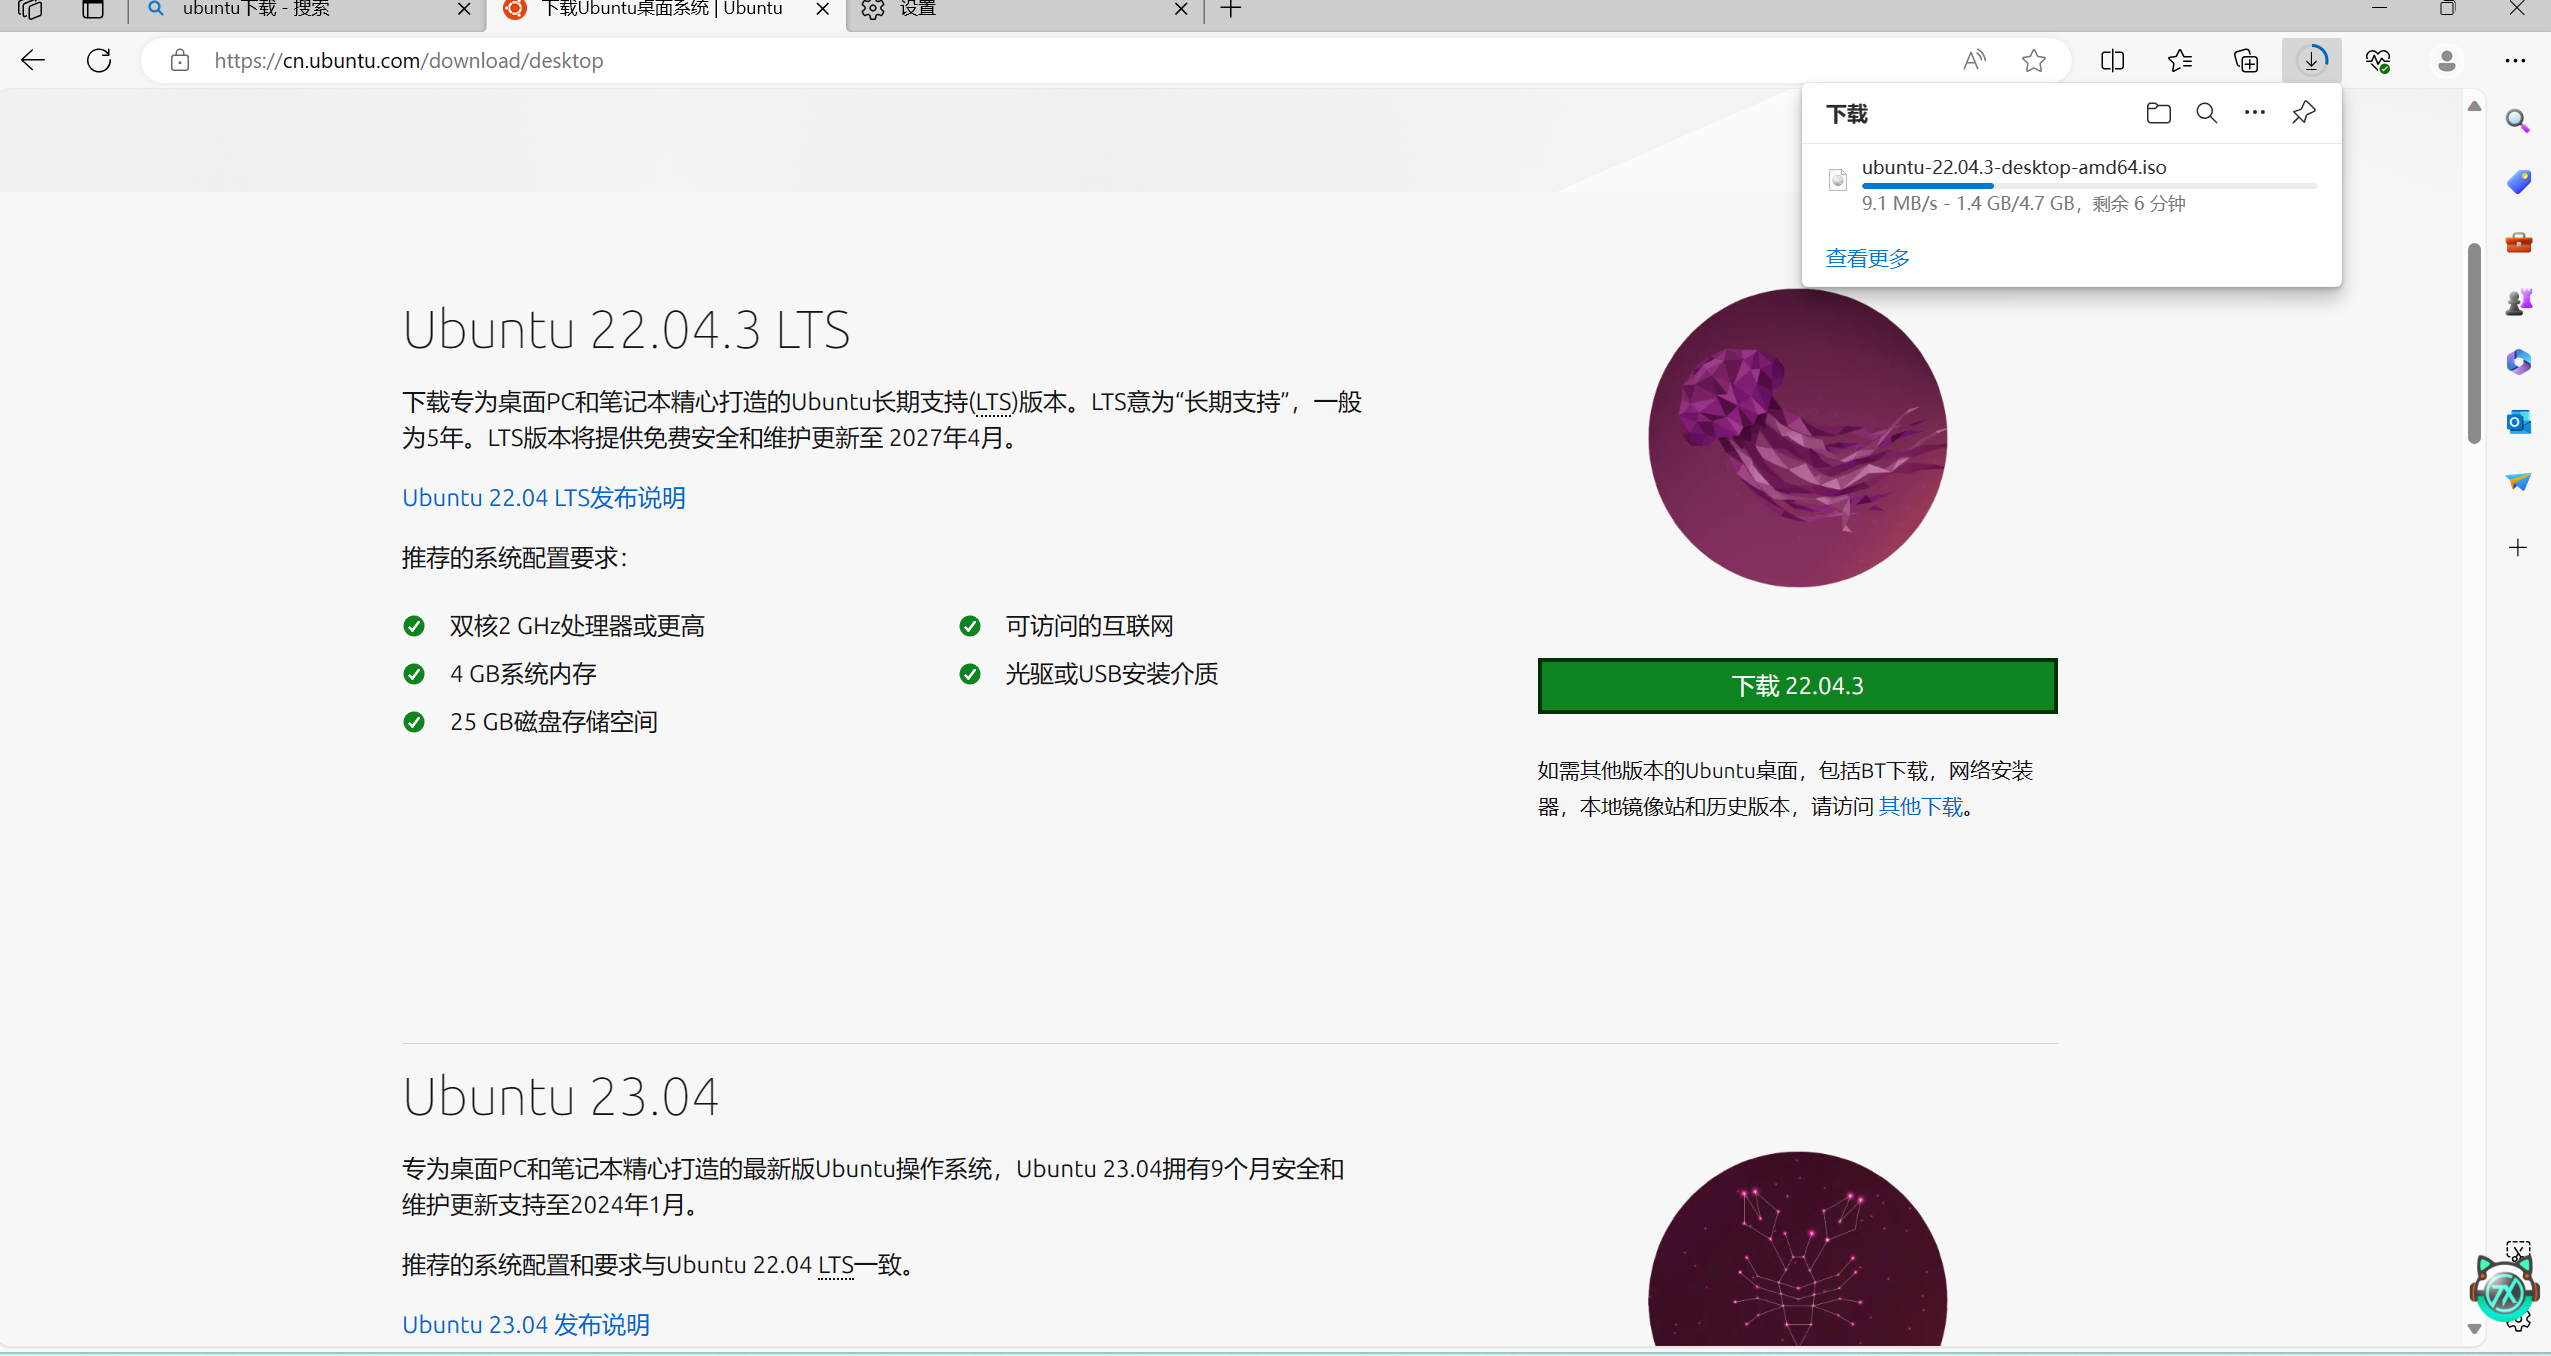 ubuntu下载 - 搜索
下载Ubuntu桌面系统 | Ubuntu
设置
https://cn.ubuntu.com/download/desktop
下载
ubuntu-22.04.3-desktop-amd64.iso
9.1 MB/s - 1.4 GB/4.7 GB，剩余 6 分钟
查看更多
Ubuntu 22.04.3 LTS
下载专为桌面PC和笔记本精心打造的Ubuntu长期支持(LTS)版本。LTS意为“长期支持”，一般
为5年。LTS版本将提供免费安全和维护更新至 2027年4月。
Ubuntu 22.04 LTS发布说明
推荐的系统配置要求：
双核2 GHz处理器或更高
可访问的互联网
4 GB系统内存
光驱或USB安装介质
25 GB磁盘存储空间
下载 22.04.3
如需其他版本的Ubuntu桌面，包括BT下载，网络安装
器，本地镜像站和历史版本，请访问 其他下载。
Ubuntu 23.04
专为桌面PC和笔记本精心打造的最新版Ubuntu操作系统，Ubuntu 23.04拥有9个月安全和
维护更新支持至2024年1月。
推荐的系统配置和要求与Ubuntu 22.04 LTS一致。
Ubuntu 23.04 发布说明